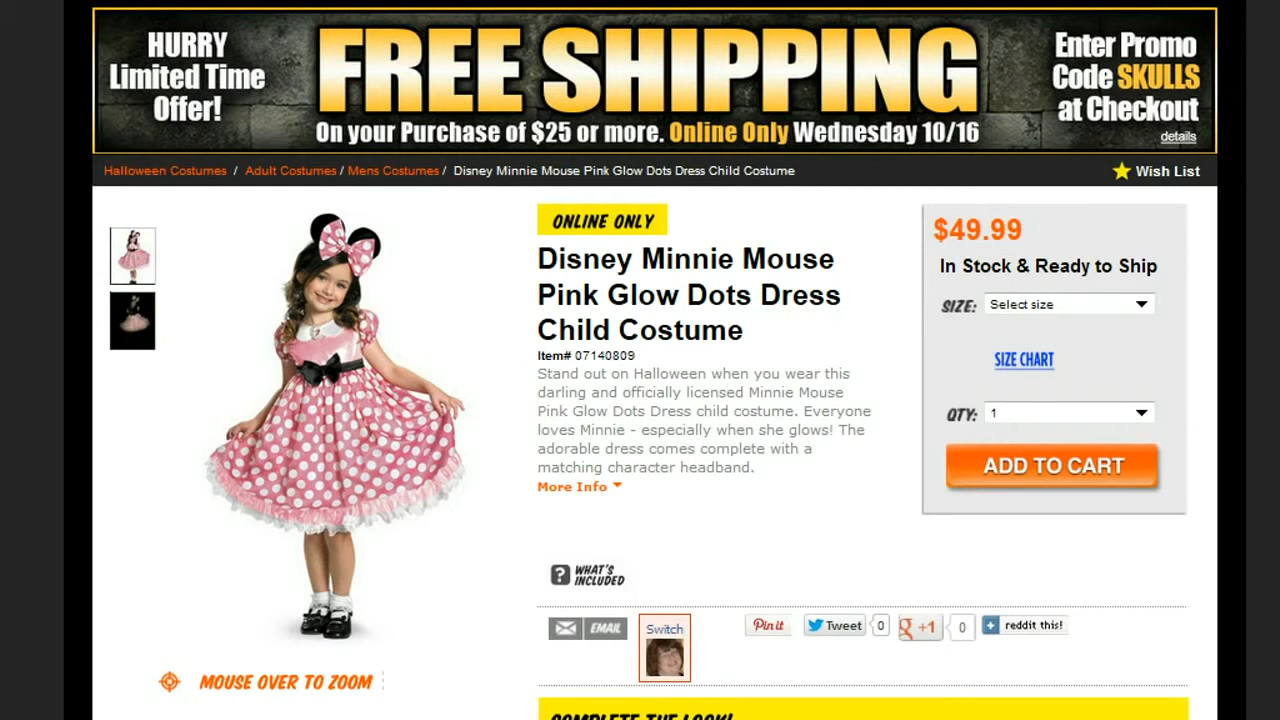 HURRY
Limited Time
Offer!
FREE SHIPPING
On your Purchase of $25 or more. Online Only Wednesday 10/16
Enter Promo
Code SKULLS
at Checkout
details
Halloween Costumes / Adult Costumes / Mens Costumes / Disney Minnie Mouse Pink Glow Dots Dress Child Costume
Wish List
ONLINE ONLY
Disney Minnie Mouse
Pink Glow Dots Dress
Child Costume
Item# 07140809
Stand out on Halloween when you wear this
darling and officially licensed Minnie Mouse
Pink Glow Dots Dress child costume. Everyone
loves Minnie - especially when she glows! The
adorable dress comes complete with a
matching character headband.
More Info
$49.99
In Stock & Ready to Ship
SIZE: Select size
SIZE CHART
QTY: 1
ADD TO CART
? WHAT'S
INCLUDED
EMAIL
Switch
Pin it
Tweet 0
g +1 0
+ reddit this!
MOUSE OVER TO ZOOM
COMPLETE THE LOOK!